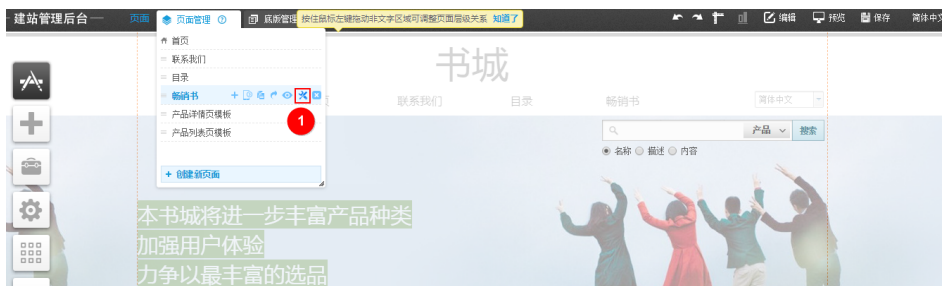 建站管理后台
页面
页面管理
底版管理
按住鼠标左键拖动非文字区域可调整页面层级关系 知道了
编辑
预览
保存
简体中文
首页
联系我们
目录
畅销书
产品详情页模板
产品列表页模板
+ 创建新页面
1
书城
联系我们
目录
畅销书
简体中文
产品
搜索
名称
描述
内容
本书城将进一步丰富产品种类
加强用户体验
力争以最丰富的选品